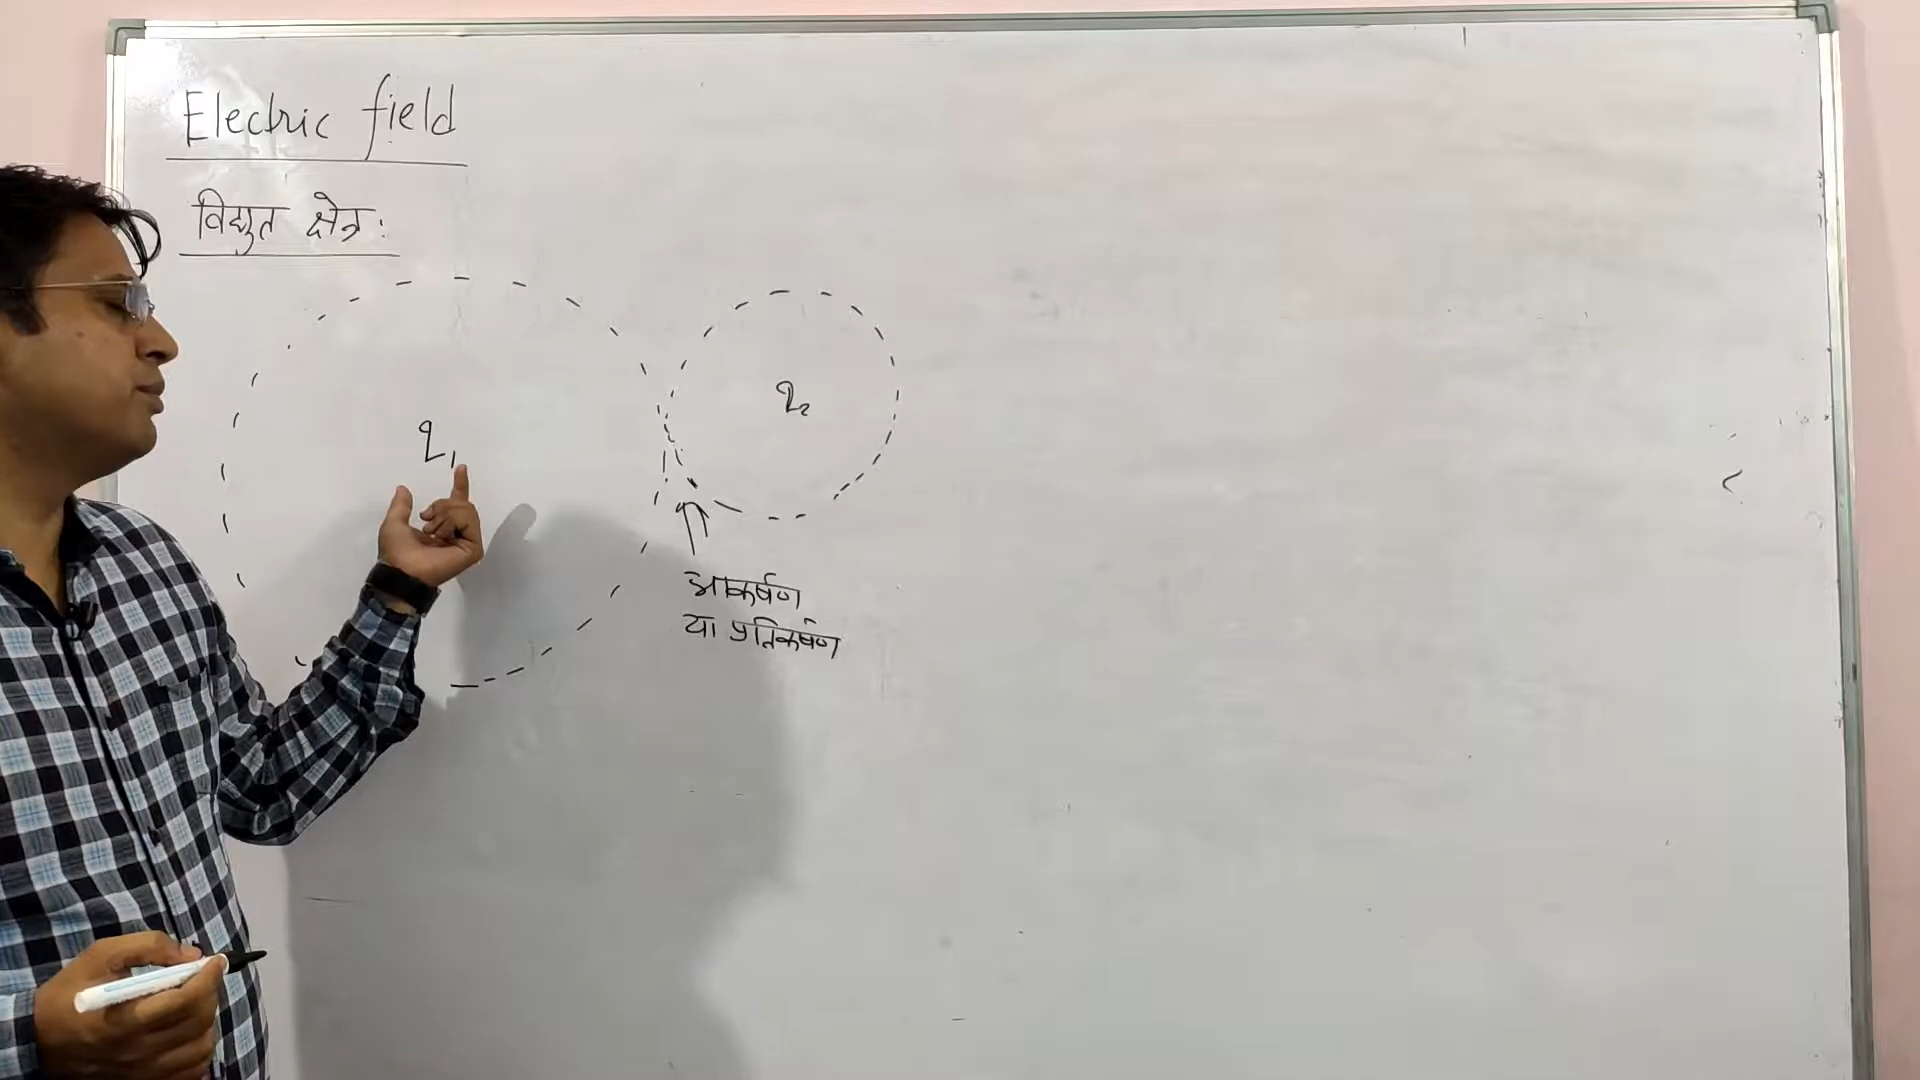 Electric field
विद्युत क्षेत्र:
q₁
q₂
आकर्षण
या प्रतिकर्षण